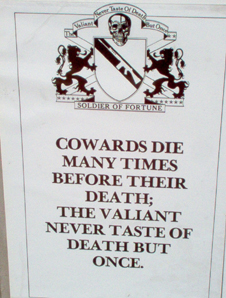 The Valiant Never Taste Of Death But Once
SOLDIER OF FORTUNE
COWARDS DIE
MANY TIMES
BEFORE THEIR
DEATH;
THE VALIANT
NEVER TASTE OF
DEATH BUT
ONCE.